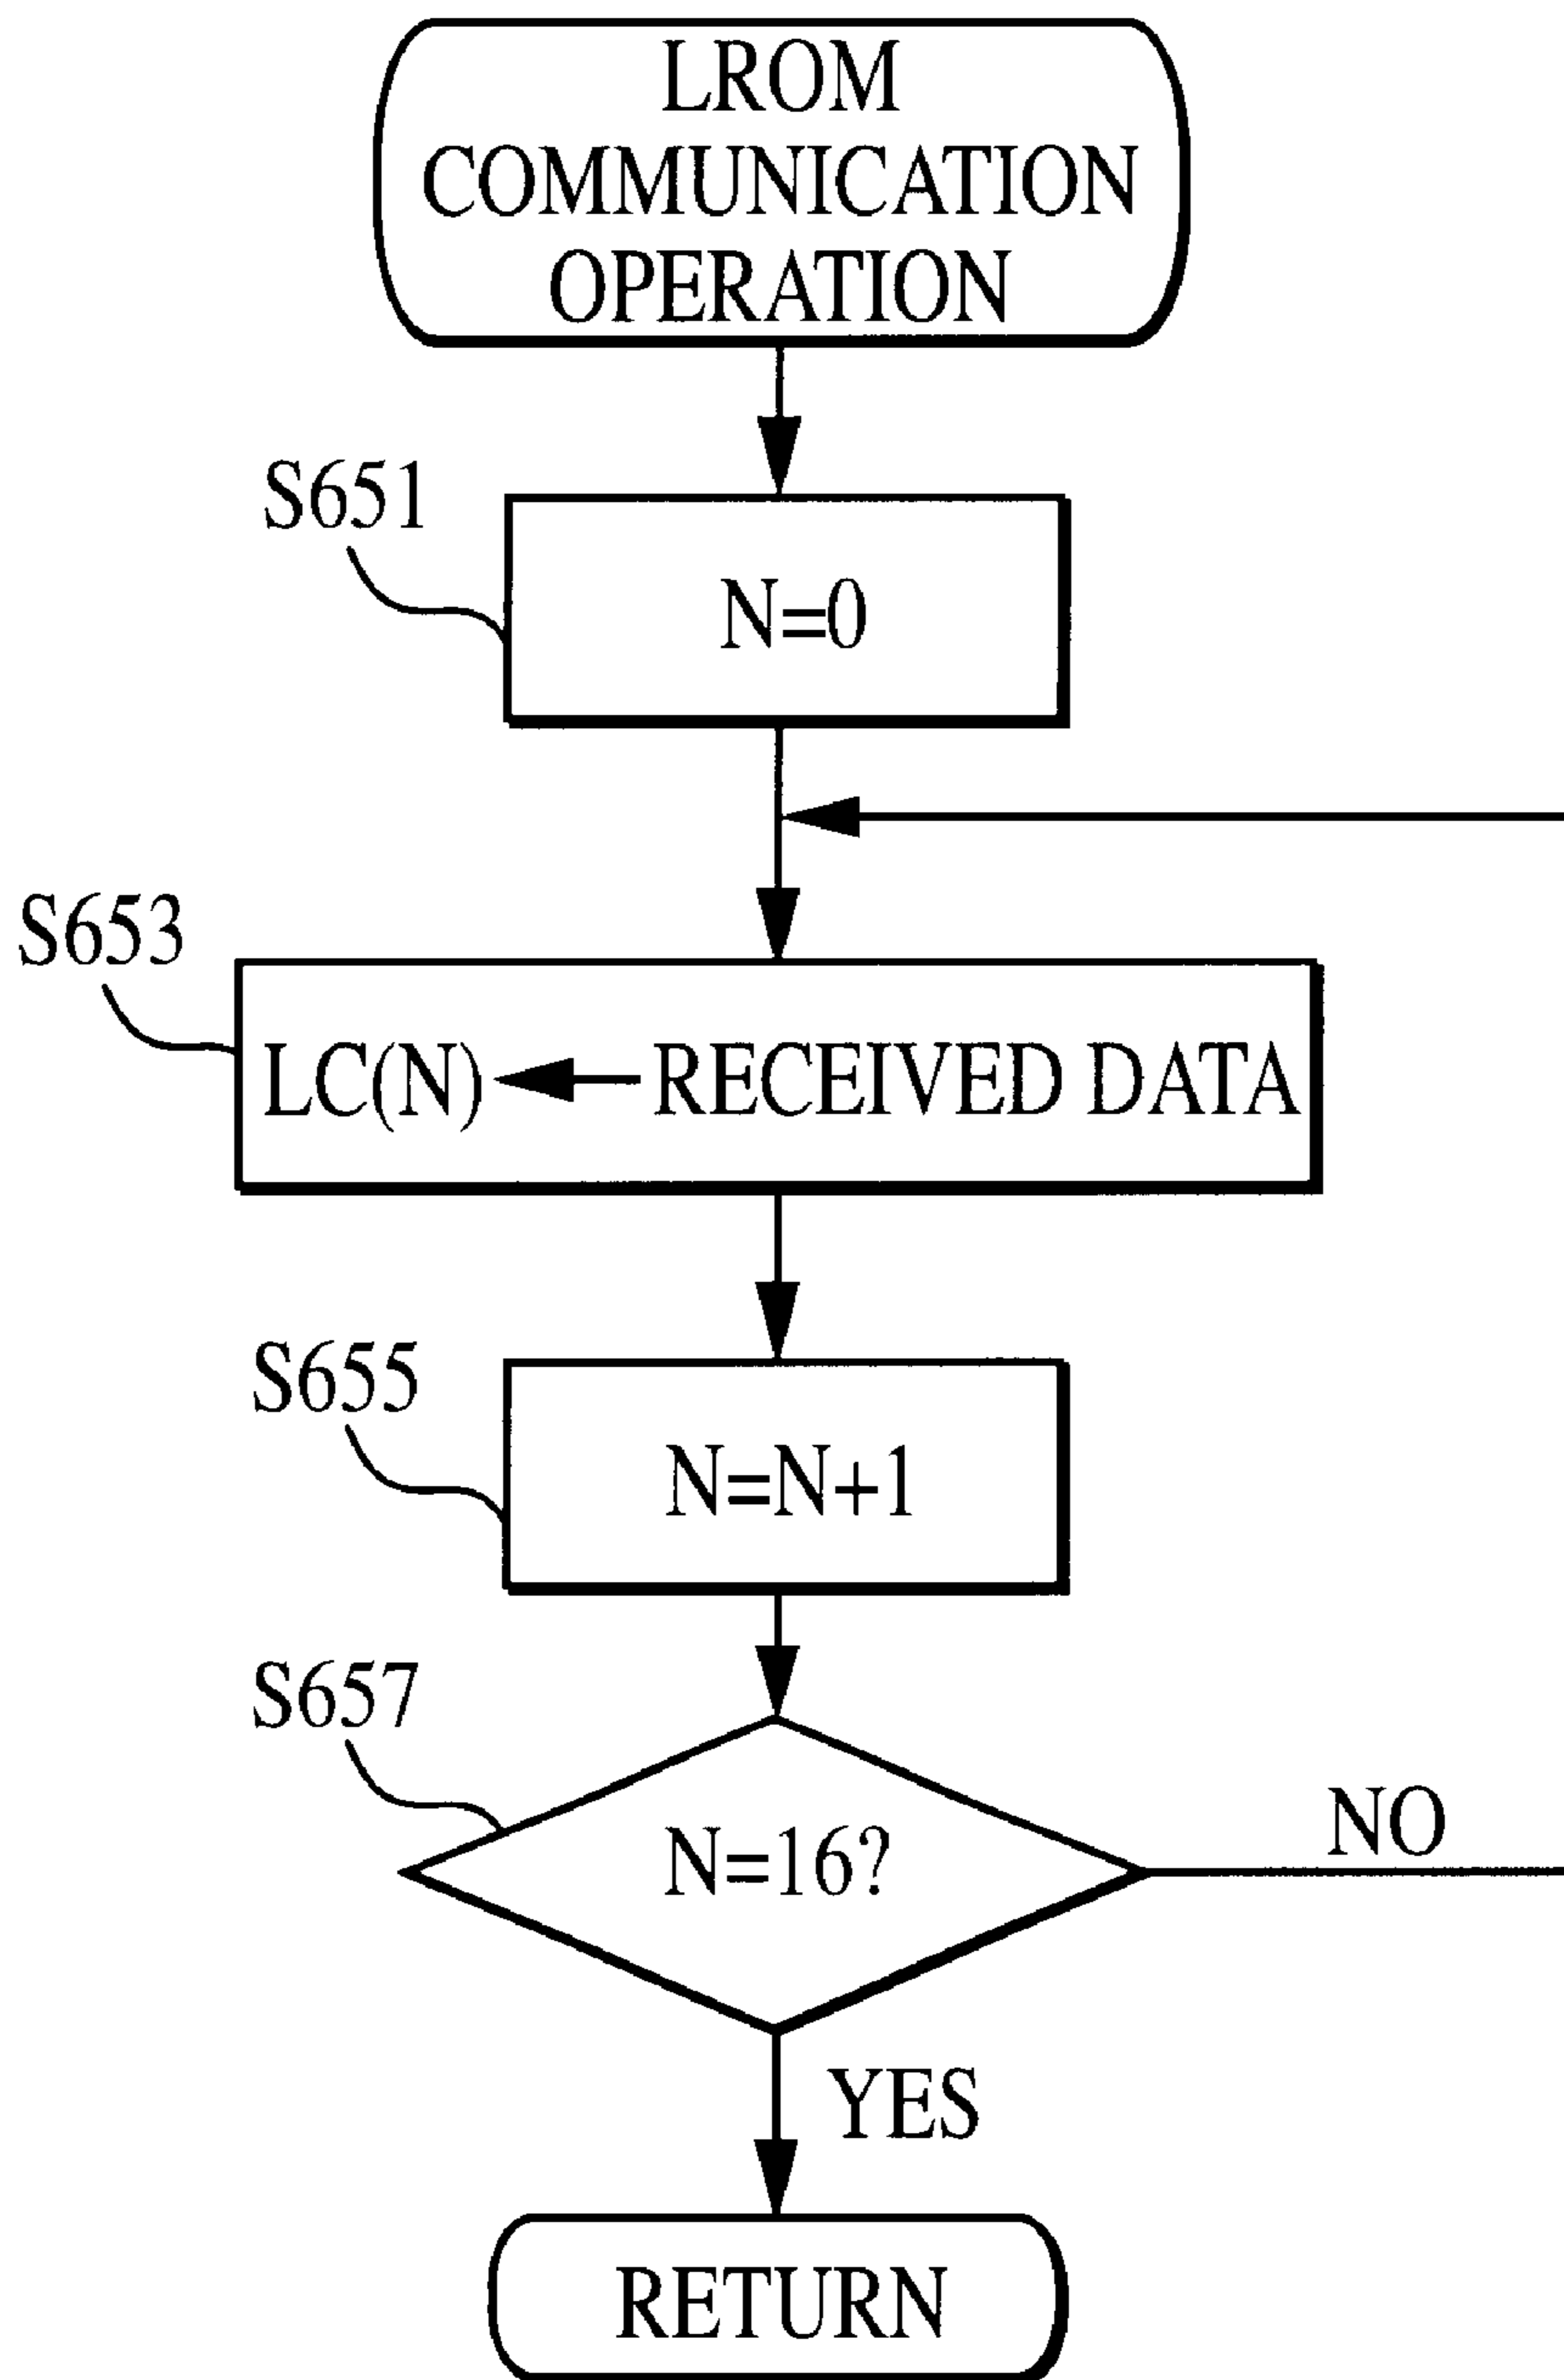 LROM
COMMUNICATION
OPERATION
S651
N=0
S653
LC(N) ← RECEIVED DATA
S655
N=N+1
S657
N=16?
NO
YES
RETURN